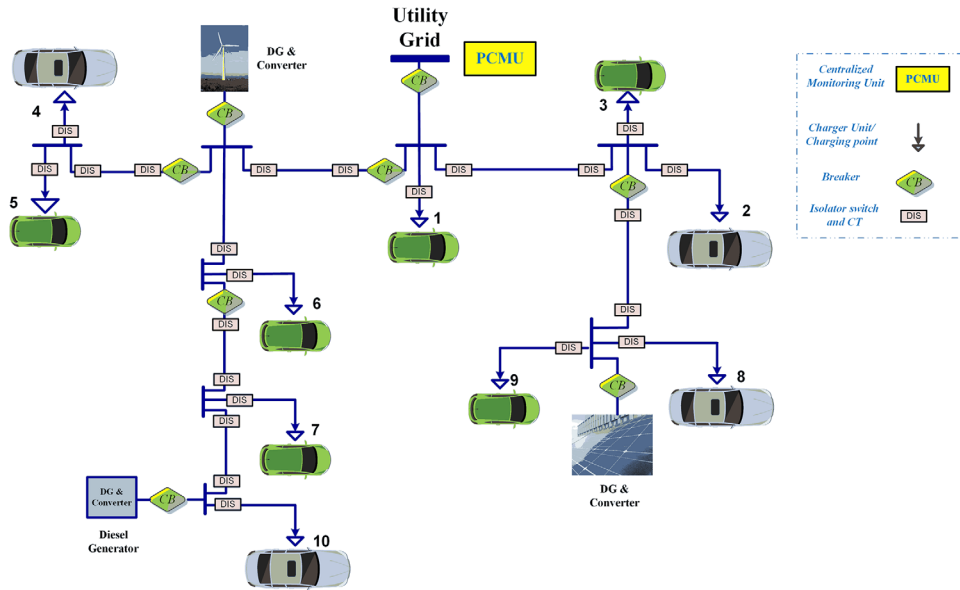 Utility
Grid
PCMU
DG &
Converter
CB
CB
3
4
DIS
DIS
DIS
DIS
DIS
CB
DIS
DIS
CB
DIS
DIS
DIS
CB
DIS
DIS
DIS
5
1
2
DIS
DIS
CB
6
DIS
DIS
DIS
7
DIS
DIS
DIS
10
DG &
Converter
CB
Diesel
Generator
DIS
DIS
DIS
9
8
CB
DG &
Converter
Centralized
Monitoring Unit
PCMU
Charger Unit/
Charging point
Breaker
CB
Isolator switch
and CT
DIS